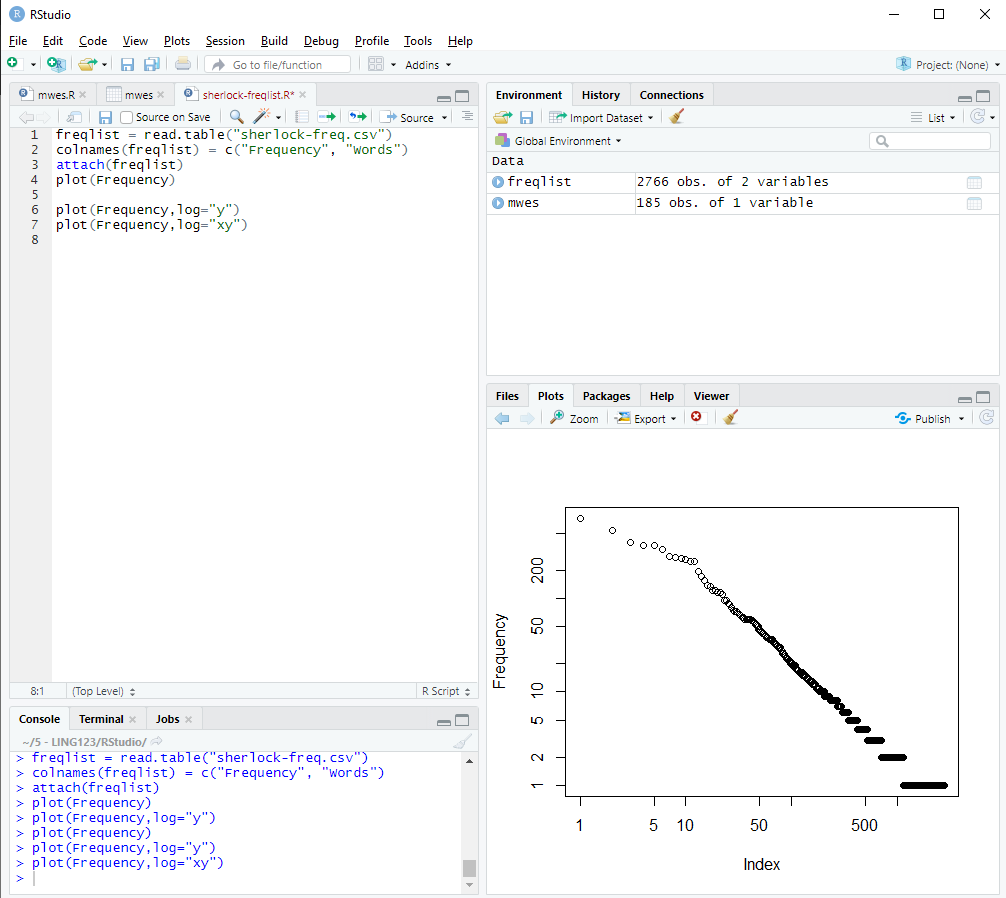 RStudio
File Edit Code View Plots Session Build Debug Profile Tools Help
Go to file/function Addins Project: (None)
mwes.R mwes sherlock-freqlist.R*
Source on Save Source
1 freqlist = read.table("sherlock-freq.csv")
2 colnames(freqlist) = c("Frequency", "Words")
3 attach(freqlist)
4 plot(Frequency)
5
6 plot(Frequency,log="y")
7 plot(Frequency,log="xy")
8
8:1 (Top Level) R Script
Console Terminal Jobs
~/5 - LING123/RStudio/
> freqlist = read.table("sherlock-freq.csv")
> colnames(freqlist) = c("Frequency", "Words")
> attach(freqlist)
> plot(Frequency)
> plot(Frequency,log="y")
> plot(Frequency)
> plot(Frequency,log="y")
> plot(Frequency,log="xy")
>
Environment History Connections
Import Dataset List
Global Environment
Data
freqlist 2766 obs. of 2 variables
mwes 185 obs. of 1 variable
Files Plots Packages Help Viewer
Zoom Export Publish
Frequency
200
50
10
5
2
1
1 5 10 50 500
Index